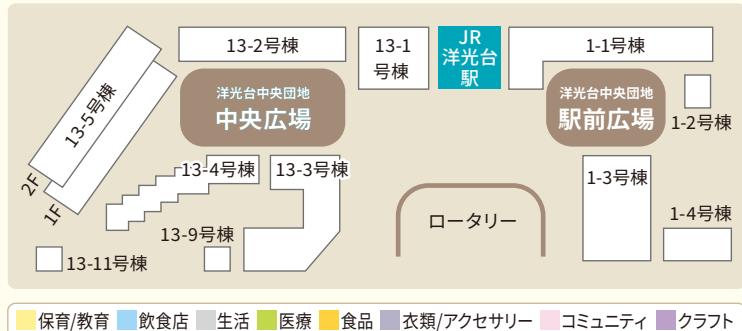 13-2号棟
13-1
号棟
JR
洋光台
駅
1-1号棟
13-5号棟
2F
1F
洋光台中央団地
中央広場
洋光台中央団地
駅前広場
1-2号棟
13-4号棟
13-3号棟
1-3号棟
ロータリー
1-4号棟
13-9号棟
13-11号棟
保育/教育 飲食店 生活 医療 食品 衣類/アクセサリー コミュニティ クラフト